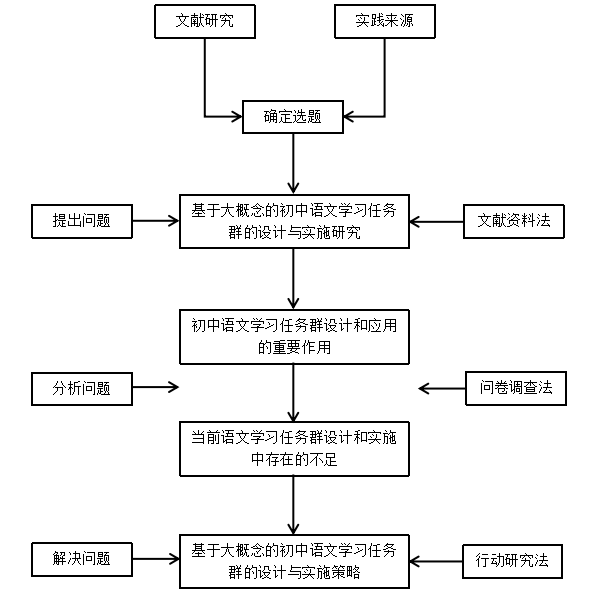 文献研究
实践来源
确定选题
提出问题
基于大概念的初中语文学习任务
群的设计与实施研究
文献资料法
初中语文学习任务群设计和应用
的重要作用
分析问题
问卷调查法
当前语文学习任务群设计和实施
中存在的不足
解决问题
基于大概念的初中语文学习任务
群的设计与实施策略
行动研究法